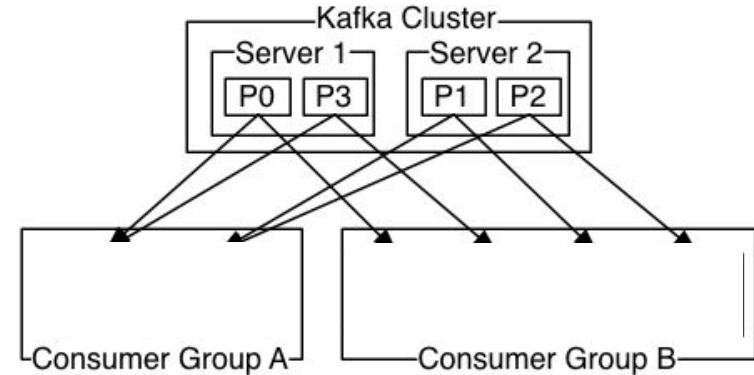 Kafka Cluster
Server 1 Server 2
P0 P3 P1 P2
Consumer Group A Consumer Group B